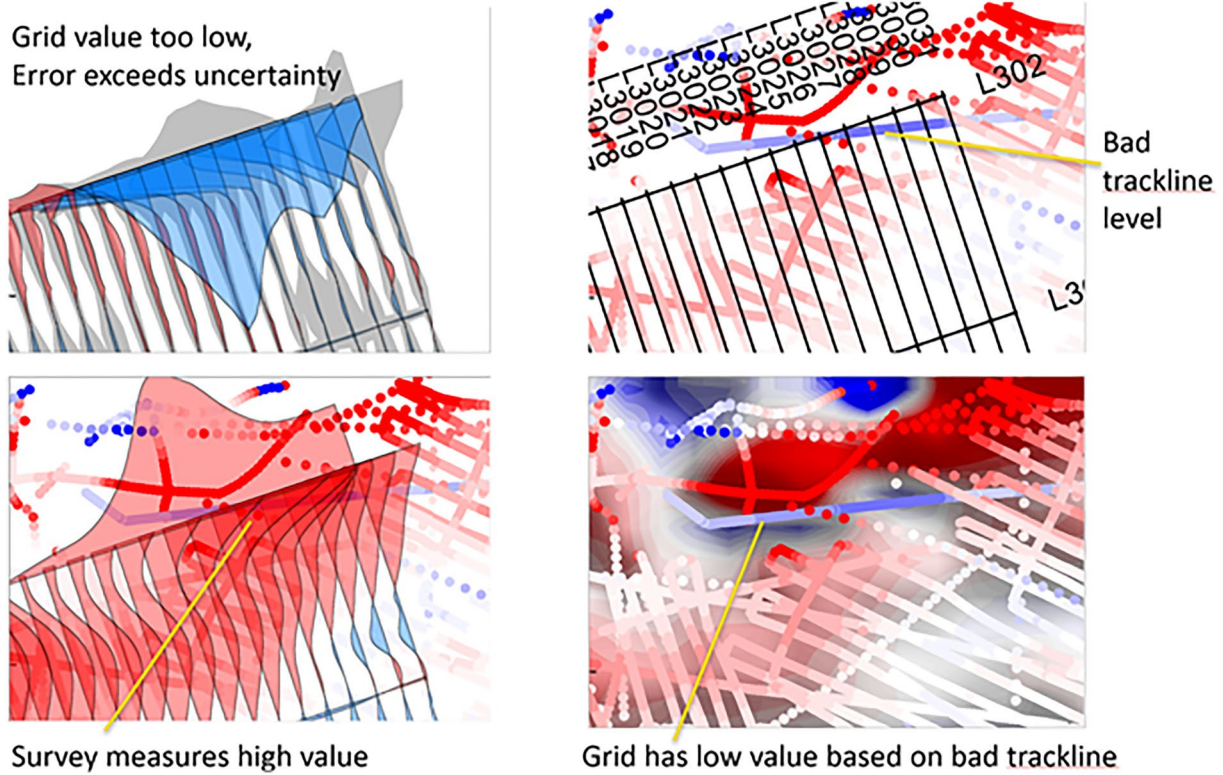 Grid value too low,
Error exceeds uncertainty
L3018
L3019
L3020
L3021
L3022
L3023
L3024
L3025
L3026
L3027
L3028
L3029
L3030
L3031
L302
Bad
trackline
level
Survey measures high value
Grid has low value based on bad trackline